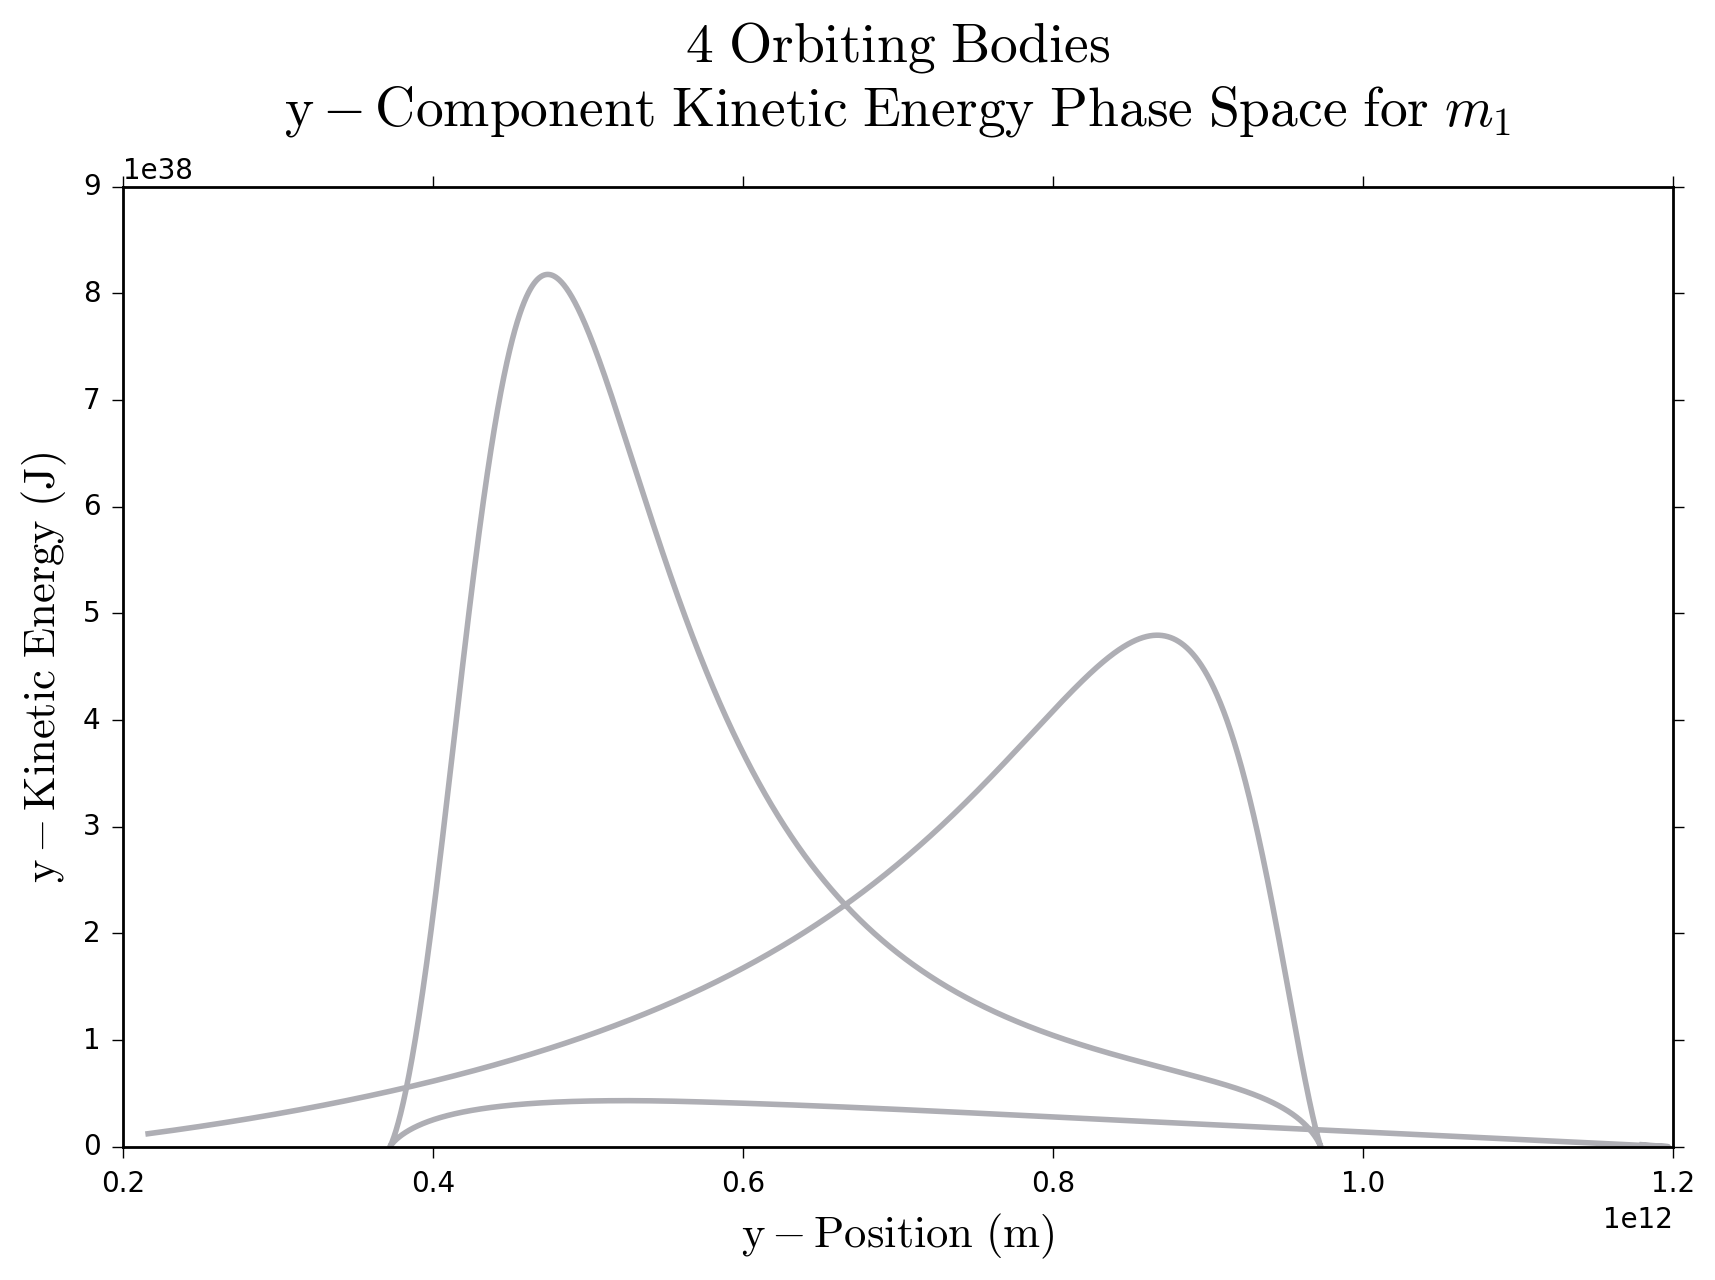 4 Orbiting Bodies
y − Component Kinetic Energy Phase Space for m₁
1e38
9
8
7
6
5
4
3
2
1
0
y − Kinetic Energy (J)
0.2 0.4 0.6 0.8 1.0 1.2
1e12
y − Position (m)